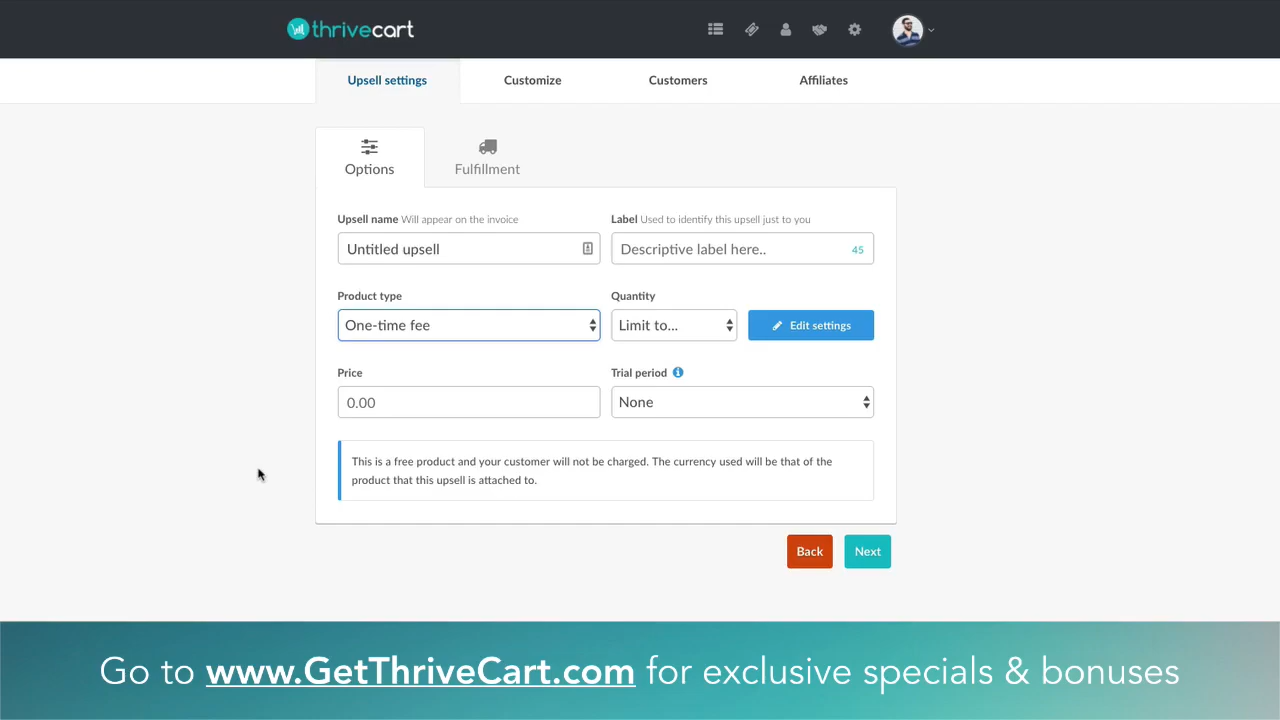 thrivecart
Upsell settings Customize Customers Affiliates
Options Fulfillment
Upsell name Will appear on the invoice Label Used to identify this upsell just to you
Untitled upsell Descriptive label here.. 45
Product type Quantity
One-time fee Limit to... Edit settings
Price Trial period
0.00 None
This is a free product and your customer will not be charged. The currency used will be that of the
product that this upsell is attached to.
Back Next
Go to www.GetThriveCart.com for exclusive specials & bonuses